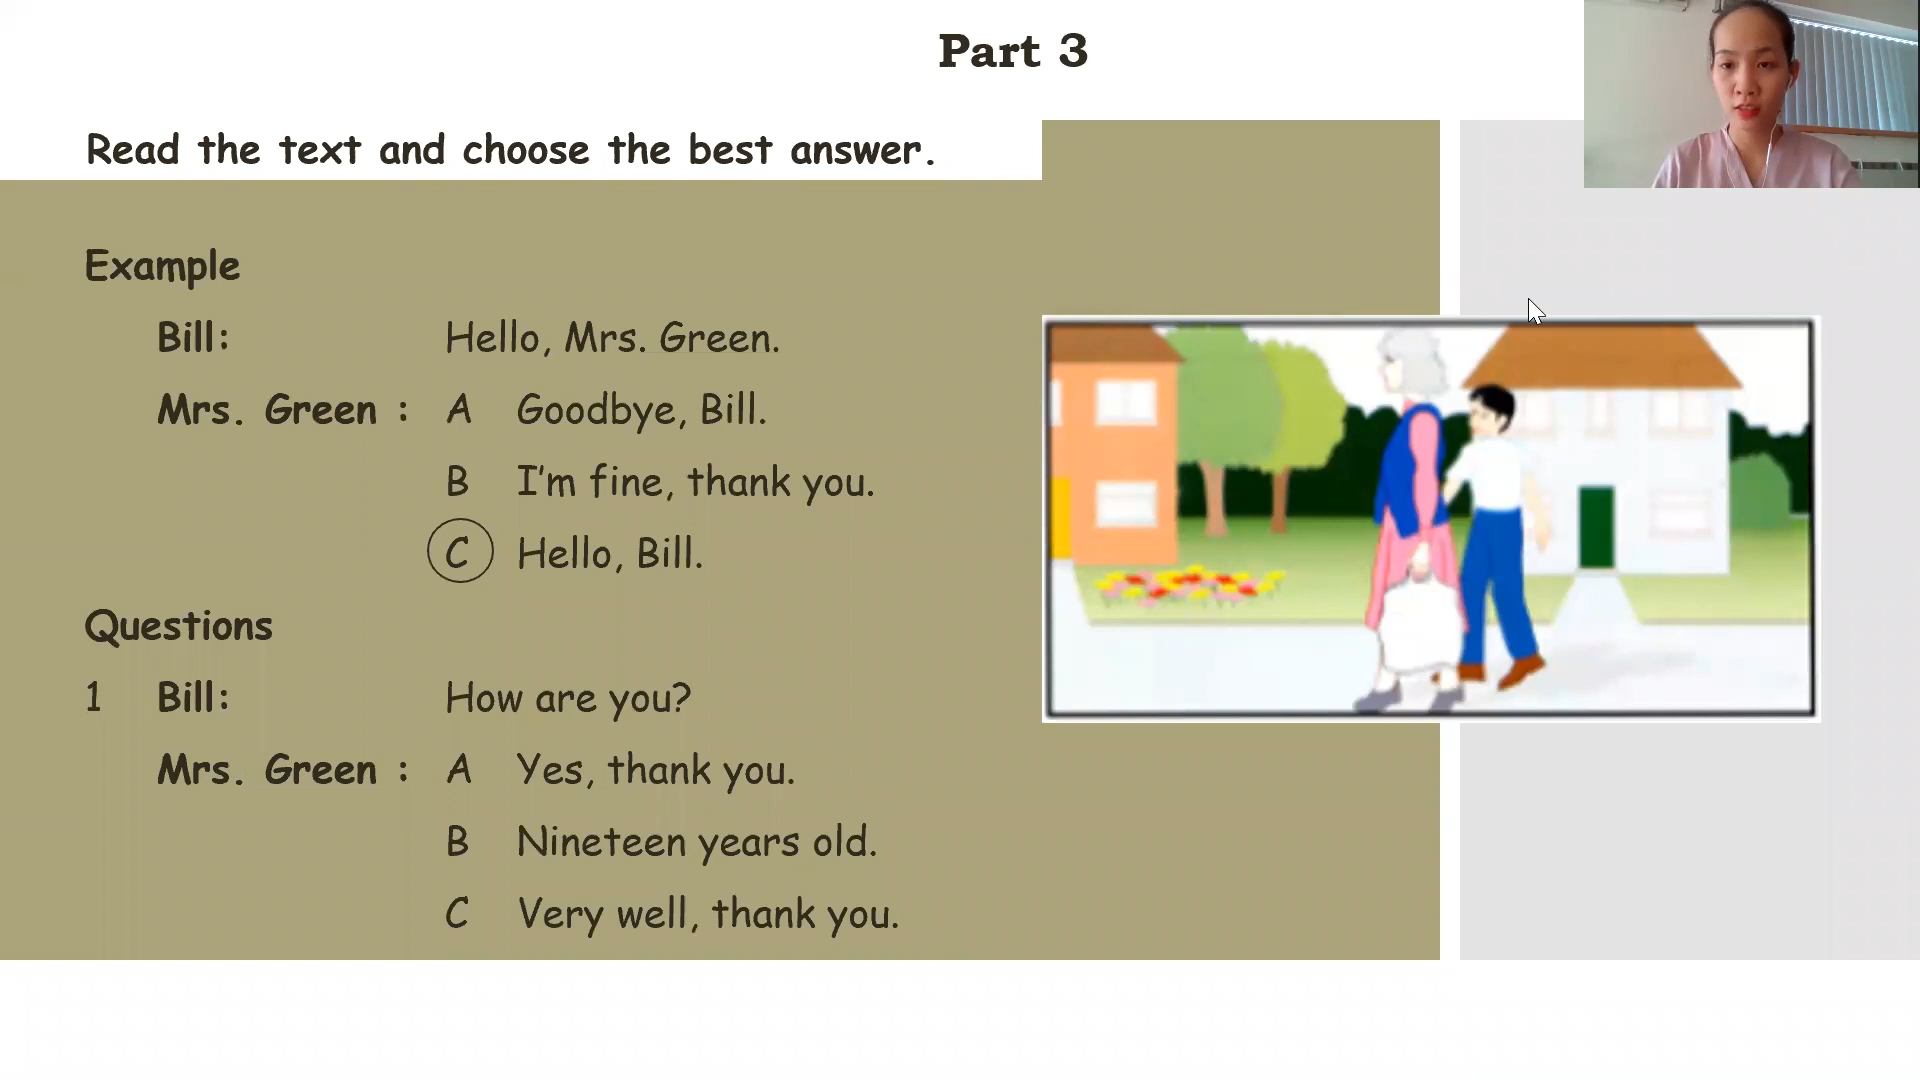 Part 3
Read the text and choose the best answer.
Example
Bill: Hello, Mrs. Green.
Mrs. Green : A Goodbye, Bill.
B I'm fine, thank you.
C Hello, Bill.
Questions
1 Bill: How are you?
Mrs. Green : A Yes, thank you.
B Nineteen years old.
C Very well, thank you.